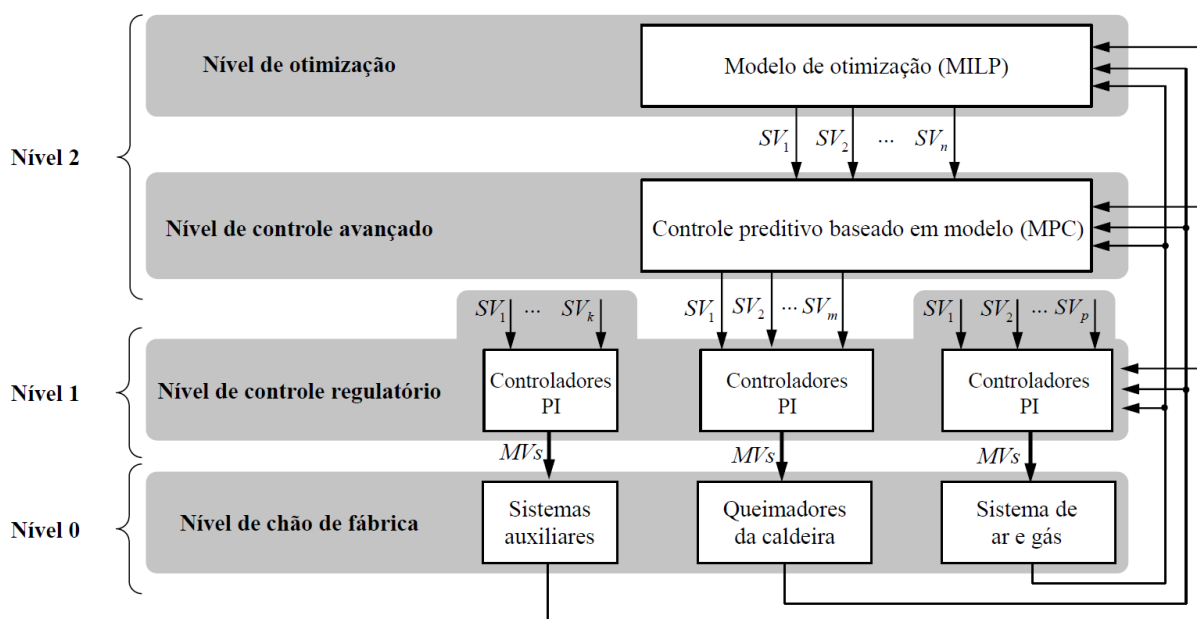 Nível de otimização
Modelo de otimização (MILP)
SV1 SV2 ... SVn
Nível 2
Nível de controle avançado
Controle preditivo baseado em modelo (MPC)
SV1 ... SVk
SV1 SV2 ... SVm
SV1 SV2 ... SVp
Nível 1
Nível de controle regulatório
Controladores
PI
Controladores
PI
Controladores
PI
MVs
MVs
MVs
Nível 0
Nível de chão de fábrica
Sistemas
auxiliares
Queimadores
da caldeira
Sistema de
ar e gás